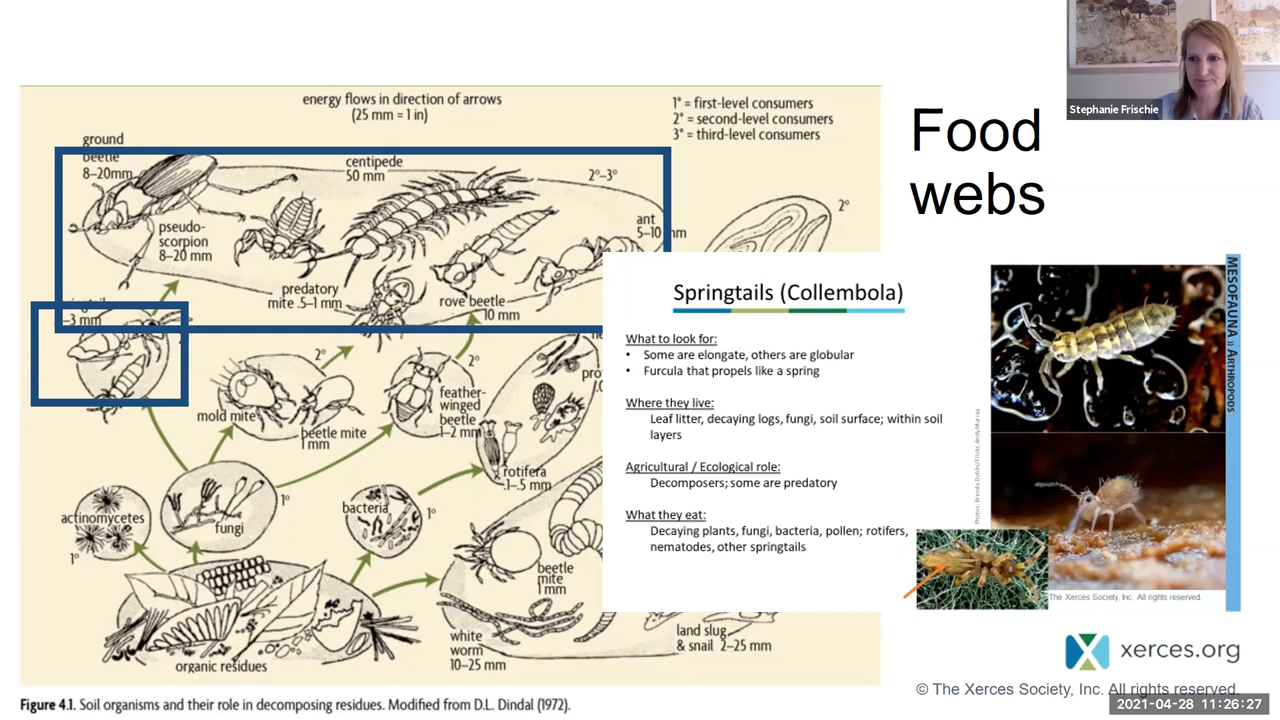 Stephanie Frischie
Food
webs
energy flows in direction of arrows
(25 mm = 1 in)
1° = first-level consumers
2° = second-level consumers
3° = third-level consumers
ground
beetle
8–20mm
centipede
50 mm
2°–3°
pseudo-
scorpion
8–20 mm
ant
5–10 mm
2°
predatory
mite .5–1 mm
rove beetle
10 mm
–3 mm
2°
mold mite
beetle mite
1 mm
2°
feather-
winged
beetle
1–2 mm
rotifera
.1–.5 mm
actinomycetes
1°
fungi
1°
bacteria
1°
beetle
mite
1 mm
white
worm
10–25 mm
land slug
& snail 2–25 mm
organic residues
Figure 4.1. Soil organisms and their role in decomposing residues. Modified from D.L. Dindal (1972).
Springtails (Collembola)
What to look for:
• Some are elongate, others are globular
• Furcula that propels like a spring
Where they live:
Leaf litter, decaying logs, fungi, soil surface; within soil
layers
Agricultural / Ecological role:
Decomposers; some are predatory
What they eat:
Decaying plants, fungi, bacteria, pollen; rotifers,
nematodes, other springtails
MESOFAUNA » ARTHROPODS
The Xerces Society, Inc. All rights reserved.
xerces.org
© The Xerces Society, Inc. All rights reserved.
2021-04-28 11:26:27